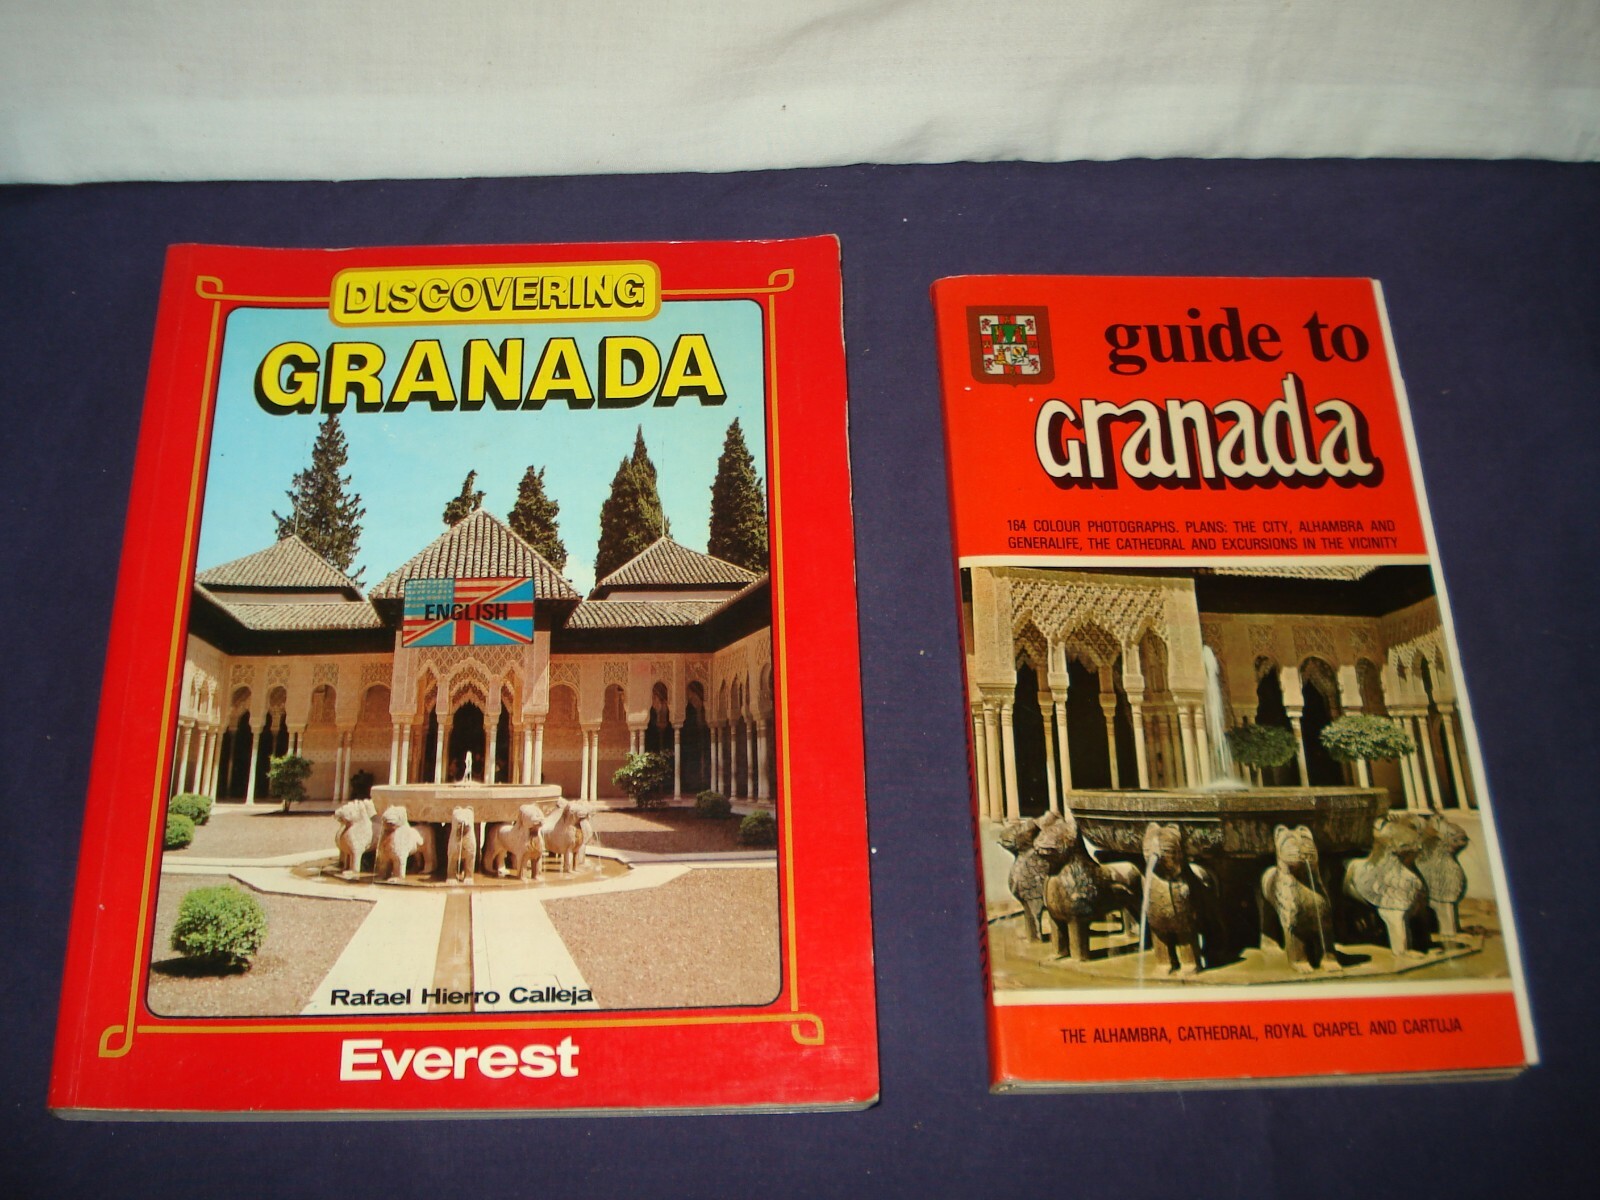 DISCOVERING
GRANADA
ENGLISH
Rafael Hierro Calleja
Everest
guide to
Granada
164 COLOUR PHOTOGRAPHS. PLANS: THE CITY, ALHAMBRA AND
GENERALIFE, THE CATHEDRAL AND EXCURSIONS IN THE VICINITY
THE ALHAMBRA, CATHEDRAL, ROYAL CHAPEL AND CARTUJA